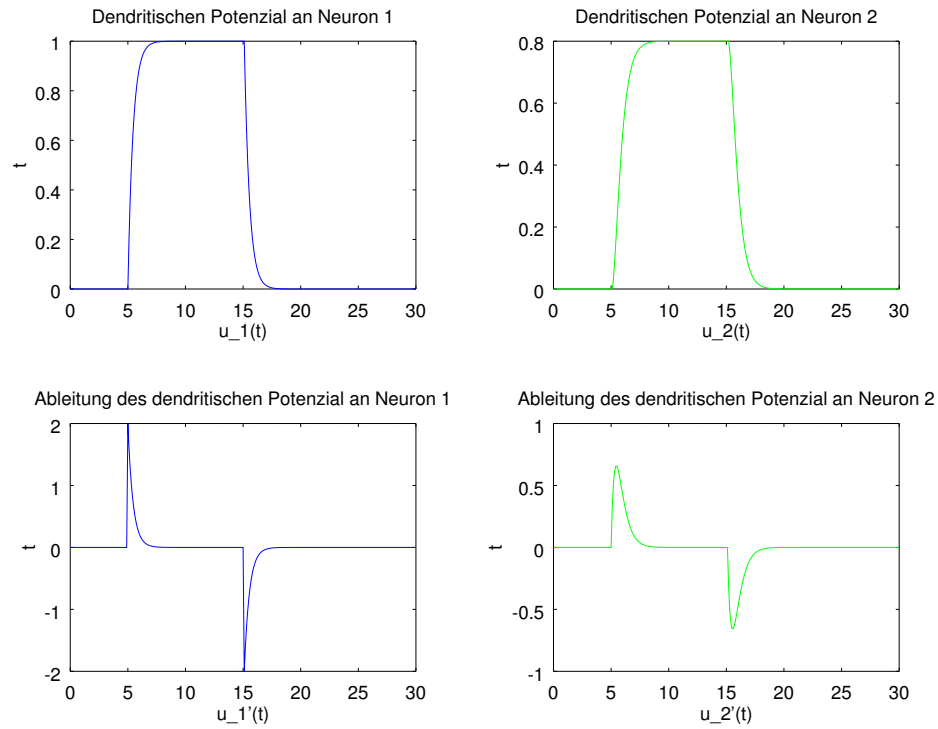 Dendritischen Potenzial an Neuron 1
1
0.8
0.6
0.4
0.2
0
t
0 5 10 15 20 25 30
u_1(t)
Dendritischen Potenzial an Neuron 2
0.8
0.6
0.4
0.2
0
t
0 5 10 15 20 25 30
u_2(t)
Ableitung des dendritischen Potenzial an Neuron 1
2
1
0
-1
-2
t
0 5 10 15 20 25 30
u_1'(t)
Ableitung des dendritischen Potenzial an Neuron 2
1
0.5
0
-0.5
-1
t
0 5 10 15 20 25 30
u_2'(t)